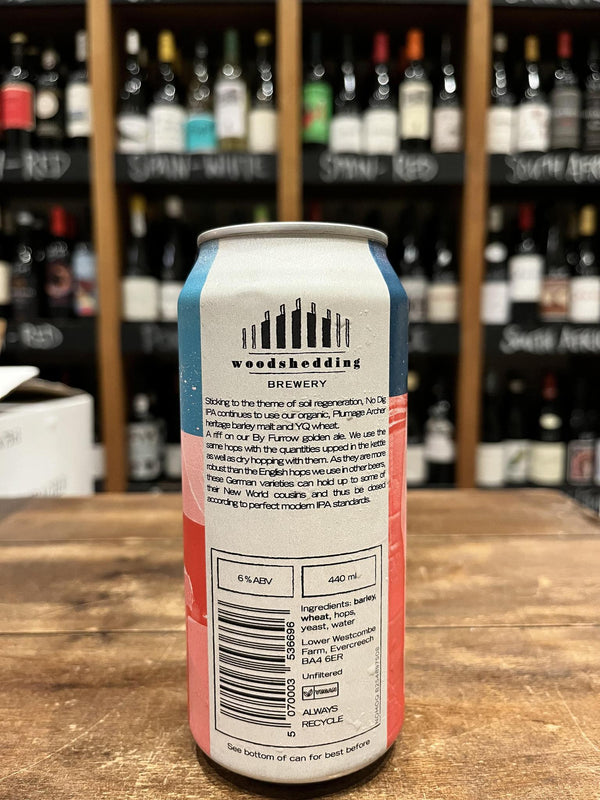 SPAIN-WHITE
SPAIN-RED
SOUTH AFRI
-RED
SOUTH AFRI
woodshedding
BREWERY
Sticking to the theme of soil regeneration, No Dig
IPA continues to use our organic, Plumage Archer
heritage barley malt and YQ wheat.
A riff on our By Furrow golden ale. We use the
same hops with the quantities upped in the kettle
as well as dry hopping with them. As they are more
robust than the English hops we use in other beers,
these German varieties can hold up to some of
their New World cousins and thus be dosed
according to perfect modern IPA standards.
6%ABV
440 ml
Ingredients: barley,
wheat, hops,
yeast, water
Lower Westcombe
Farm, Evercreech
BA4 6ER
Unfiltered
VEGAN
ALWAYS
RECYCLE
5 070003 536696
See bottom of can for best before